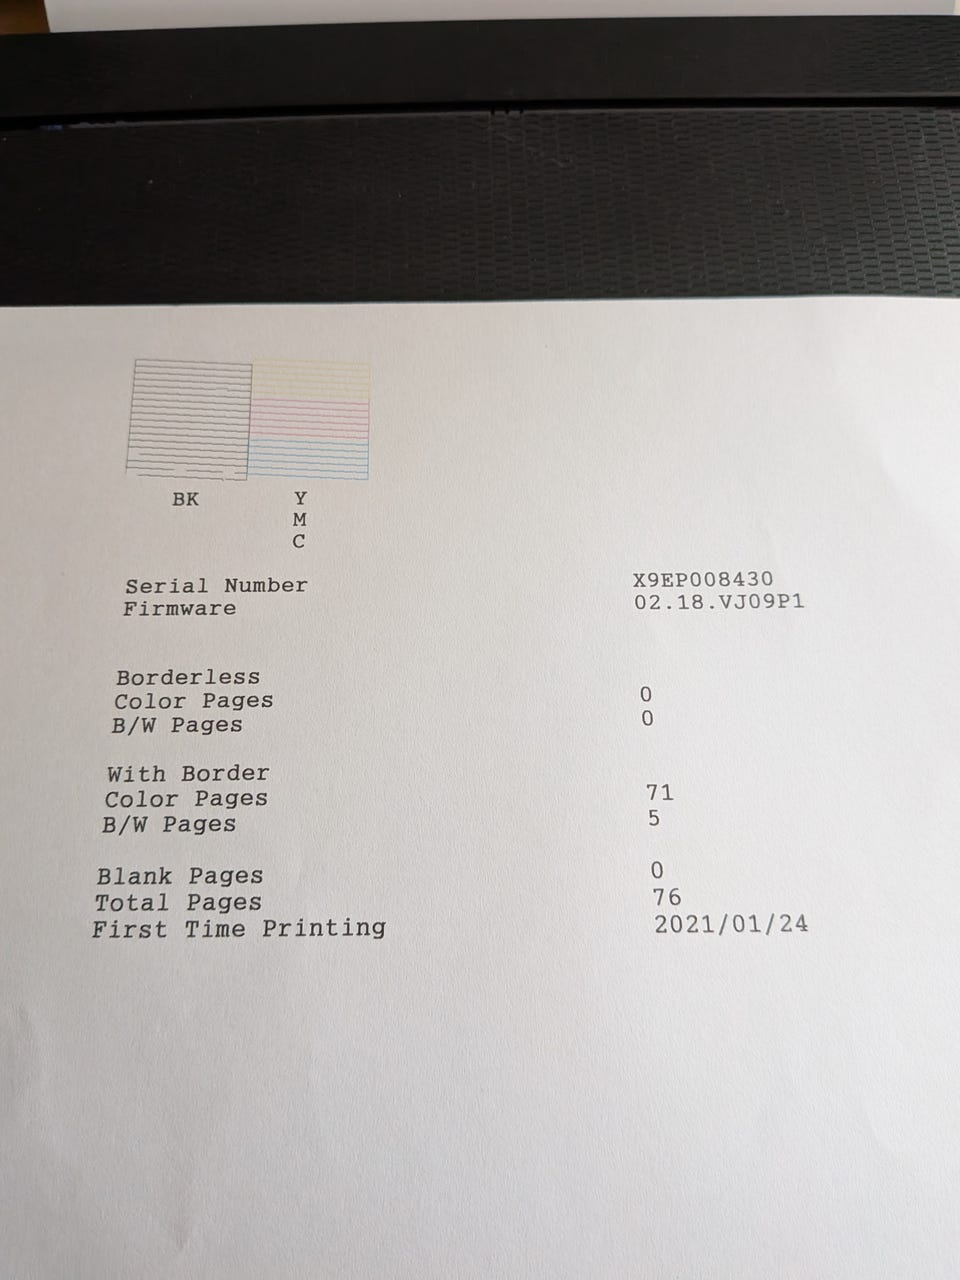 BK Y
M
C
Serial Number X9EP008430
Firmware 02.18.VJ09P1
Borderless
Color Pages 0
B/W Pages 0
With Border
Color Pages 71
B/W Pages 5
Blank Pages 0
Total Pages 76
First Time Printing 2021/01/24